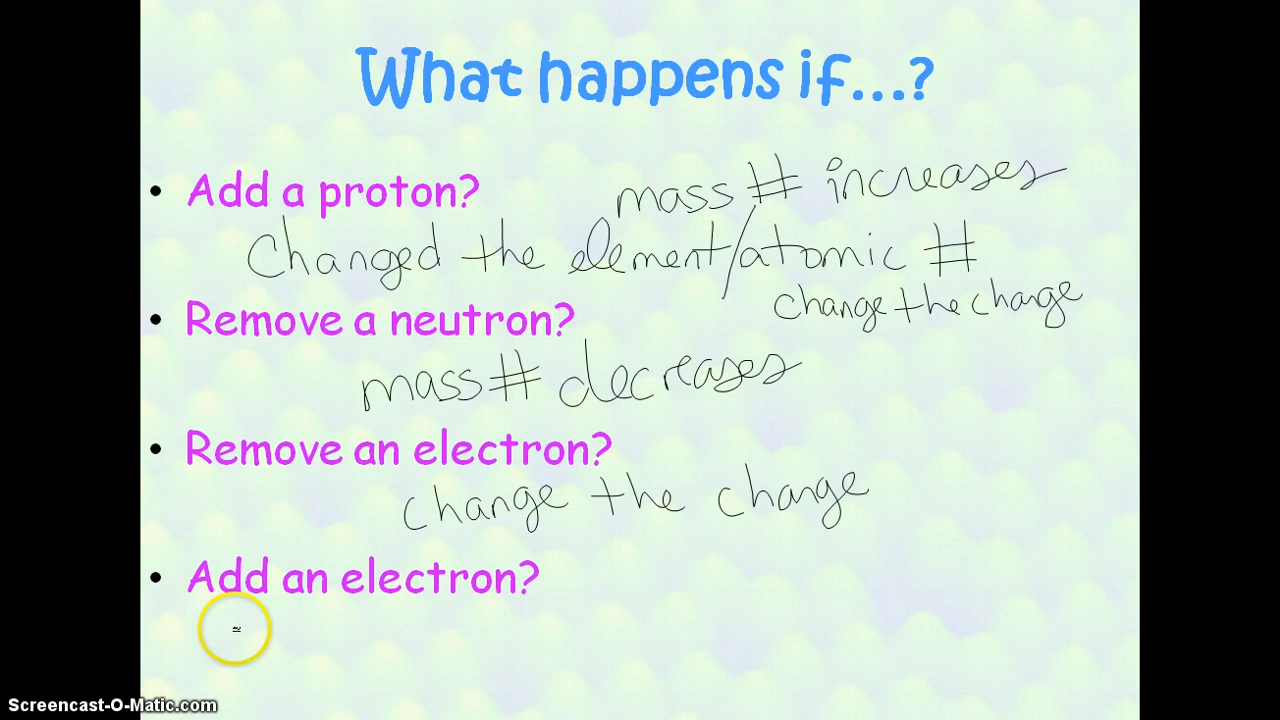 What happens if...?
• Add a proton?
mass # increases
Changed the element/atomic #
change the charge
• Remove a neutron?
mass # decreases
• Remove an electron?
change the charge
• Add an electron?
Screencast-O-Matic.com